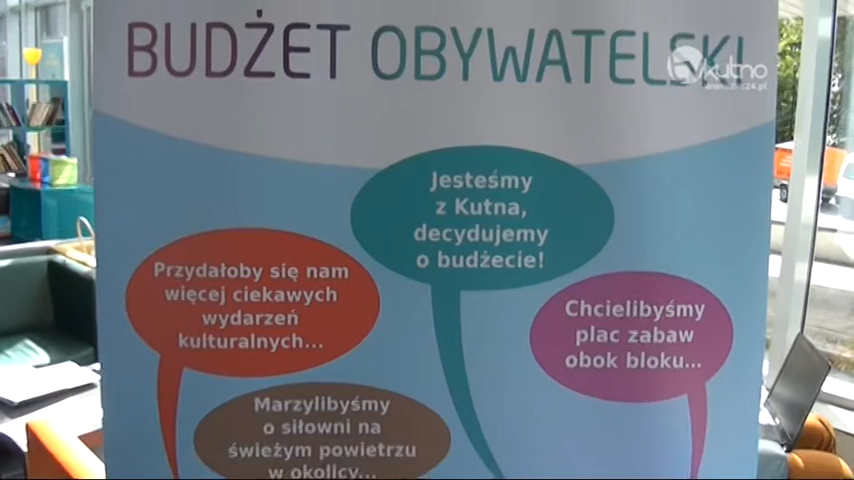 BUDŻET OBYWATELSKI
tvkutno
Jesteśmy
z Kutna,
decydujemy
o budżecie!
Przydałoby się nam
więcej ciekawych
wydarzeń
kulturalnych...
Chcielibyśmy
plac zabaw
obok bloku...
Marzylibyśmy
o siłowni na
świeżym powietrzu
w okolicy...